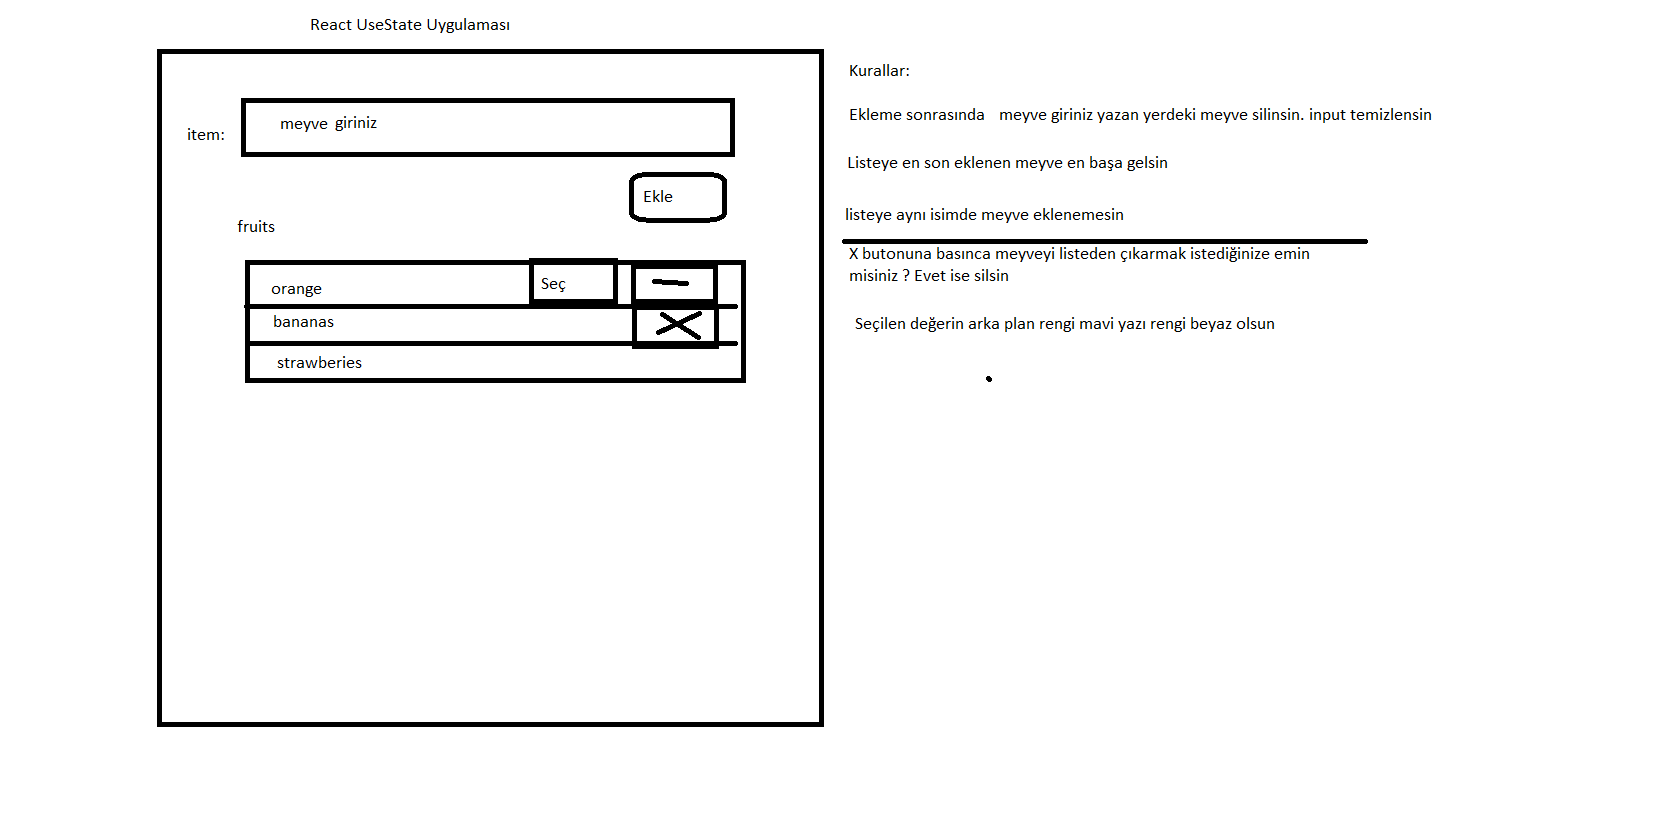 React UseState Uygulaması
item:
meyve giriniz
Ekle
fruits
orange
Seç
bananas
strawberies
Kurallar:
Ekleme sonrasında meyve giriniz yazan yerdeki meyve silinsin. input temizlensin
Listeye en son eklenen meyve en başa gelsin
listeye aynı isimde meyve eklenemesin
X butonuna basınca meyveyi listeden çıkarmak istediğinize emin
misiniz ? Evet ise silsin
Seçilen değerin arka plan rengi mavi yazı rengi beyaz olsun